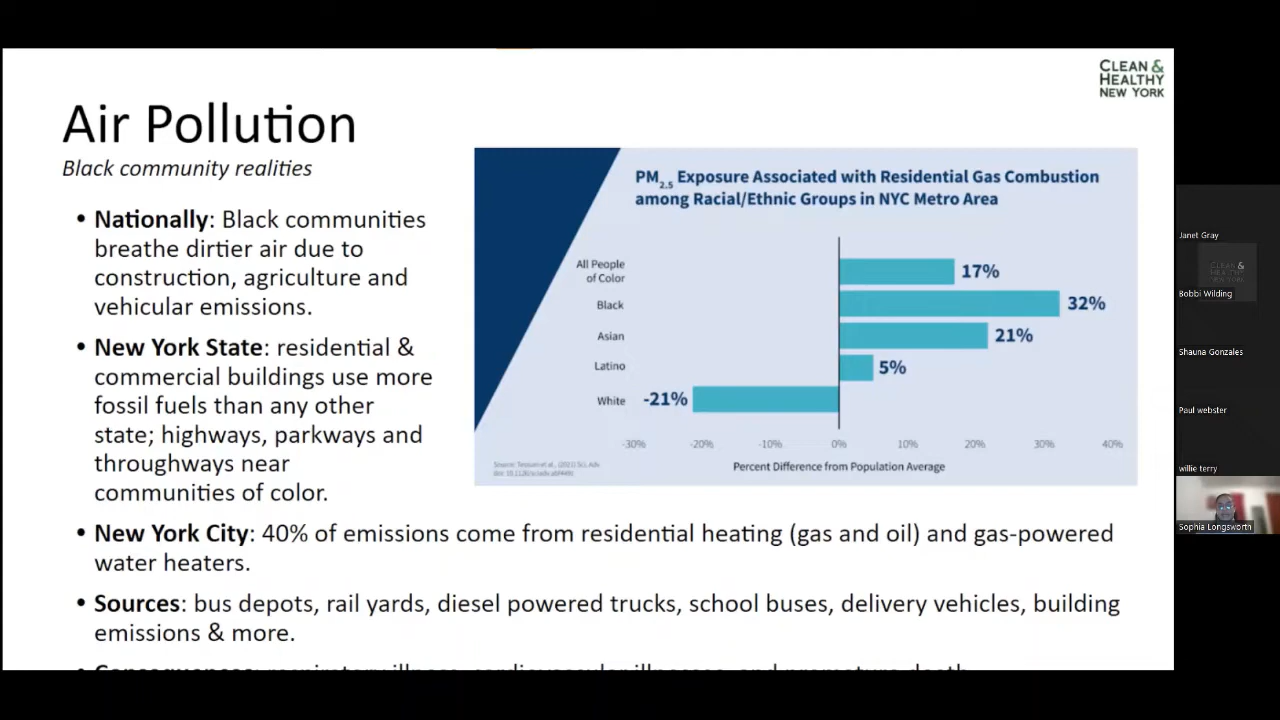 CLEAN &
HEALTHY
NEW YORK
Air Pollution
Black community realities
• Nationally: Black communities
breathe dirtier air due to
construction, agriculture and
vehicular emissions.
• New York State: residential &
commercial buildings use more
fossil fuels than any other
state; highways, parkways and
throughways near
communities of color.
• New York City: 40% of emissions come from residential heating (gas and oil) and gas-powered
water heaters.
• Sources: bus depots, rail yards, diesel powered trucks, school buses, delivery vehicles, building
emissions & more.
PM2.5 Exposure Associated with Residential Gas Combustion
among Racial/Ethnic Groups in NYC Metro Area
All People
of Color
17%
Black
32%
Asian
21%
Latino
5%
White
-21%
-30% -20% -10% 0% 10% 20% 30% 40%
Percent Difference from Population Average
Janet Gray
CLEAN &
HEALTHY
NEW YORK
Bobbi Wilding
Shauna Gonzales
Paul webster
willie terry
Sophia Longsworth